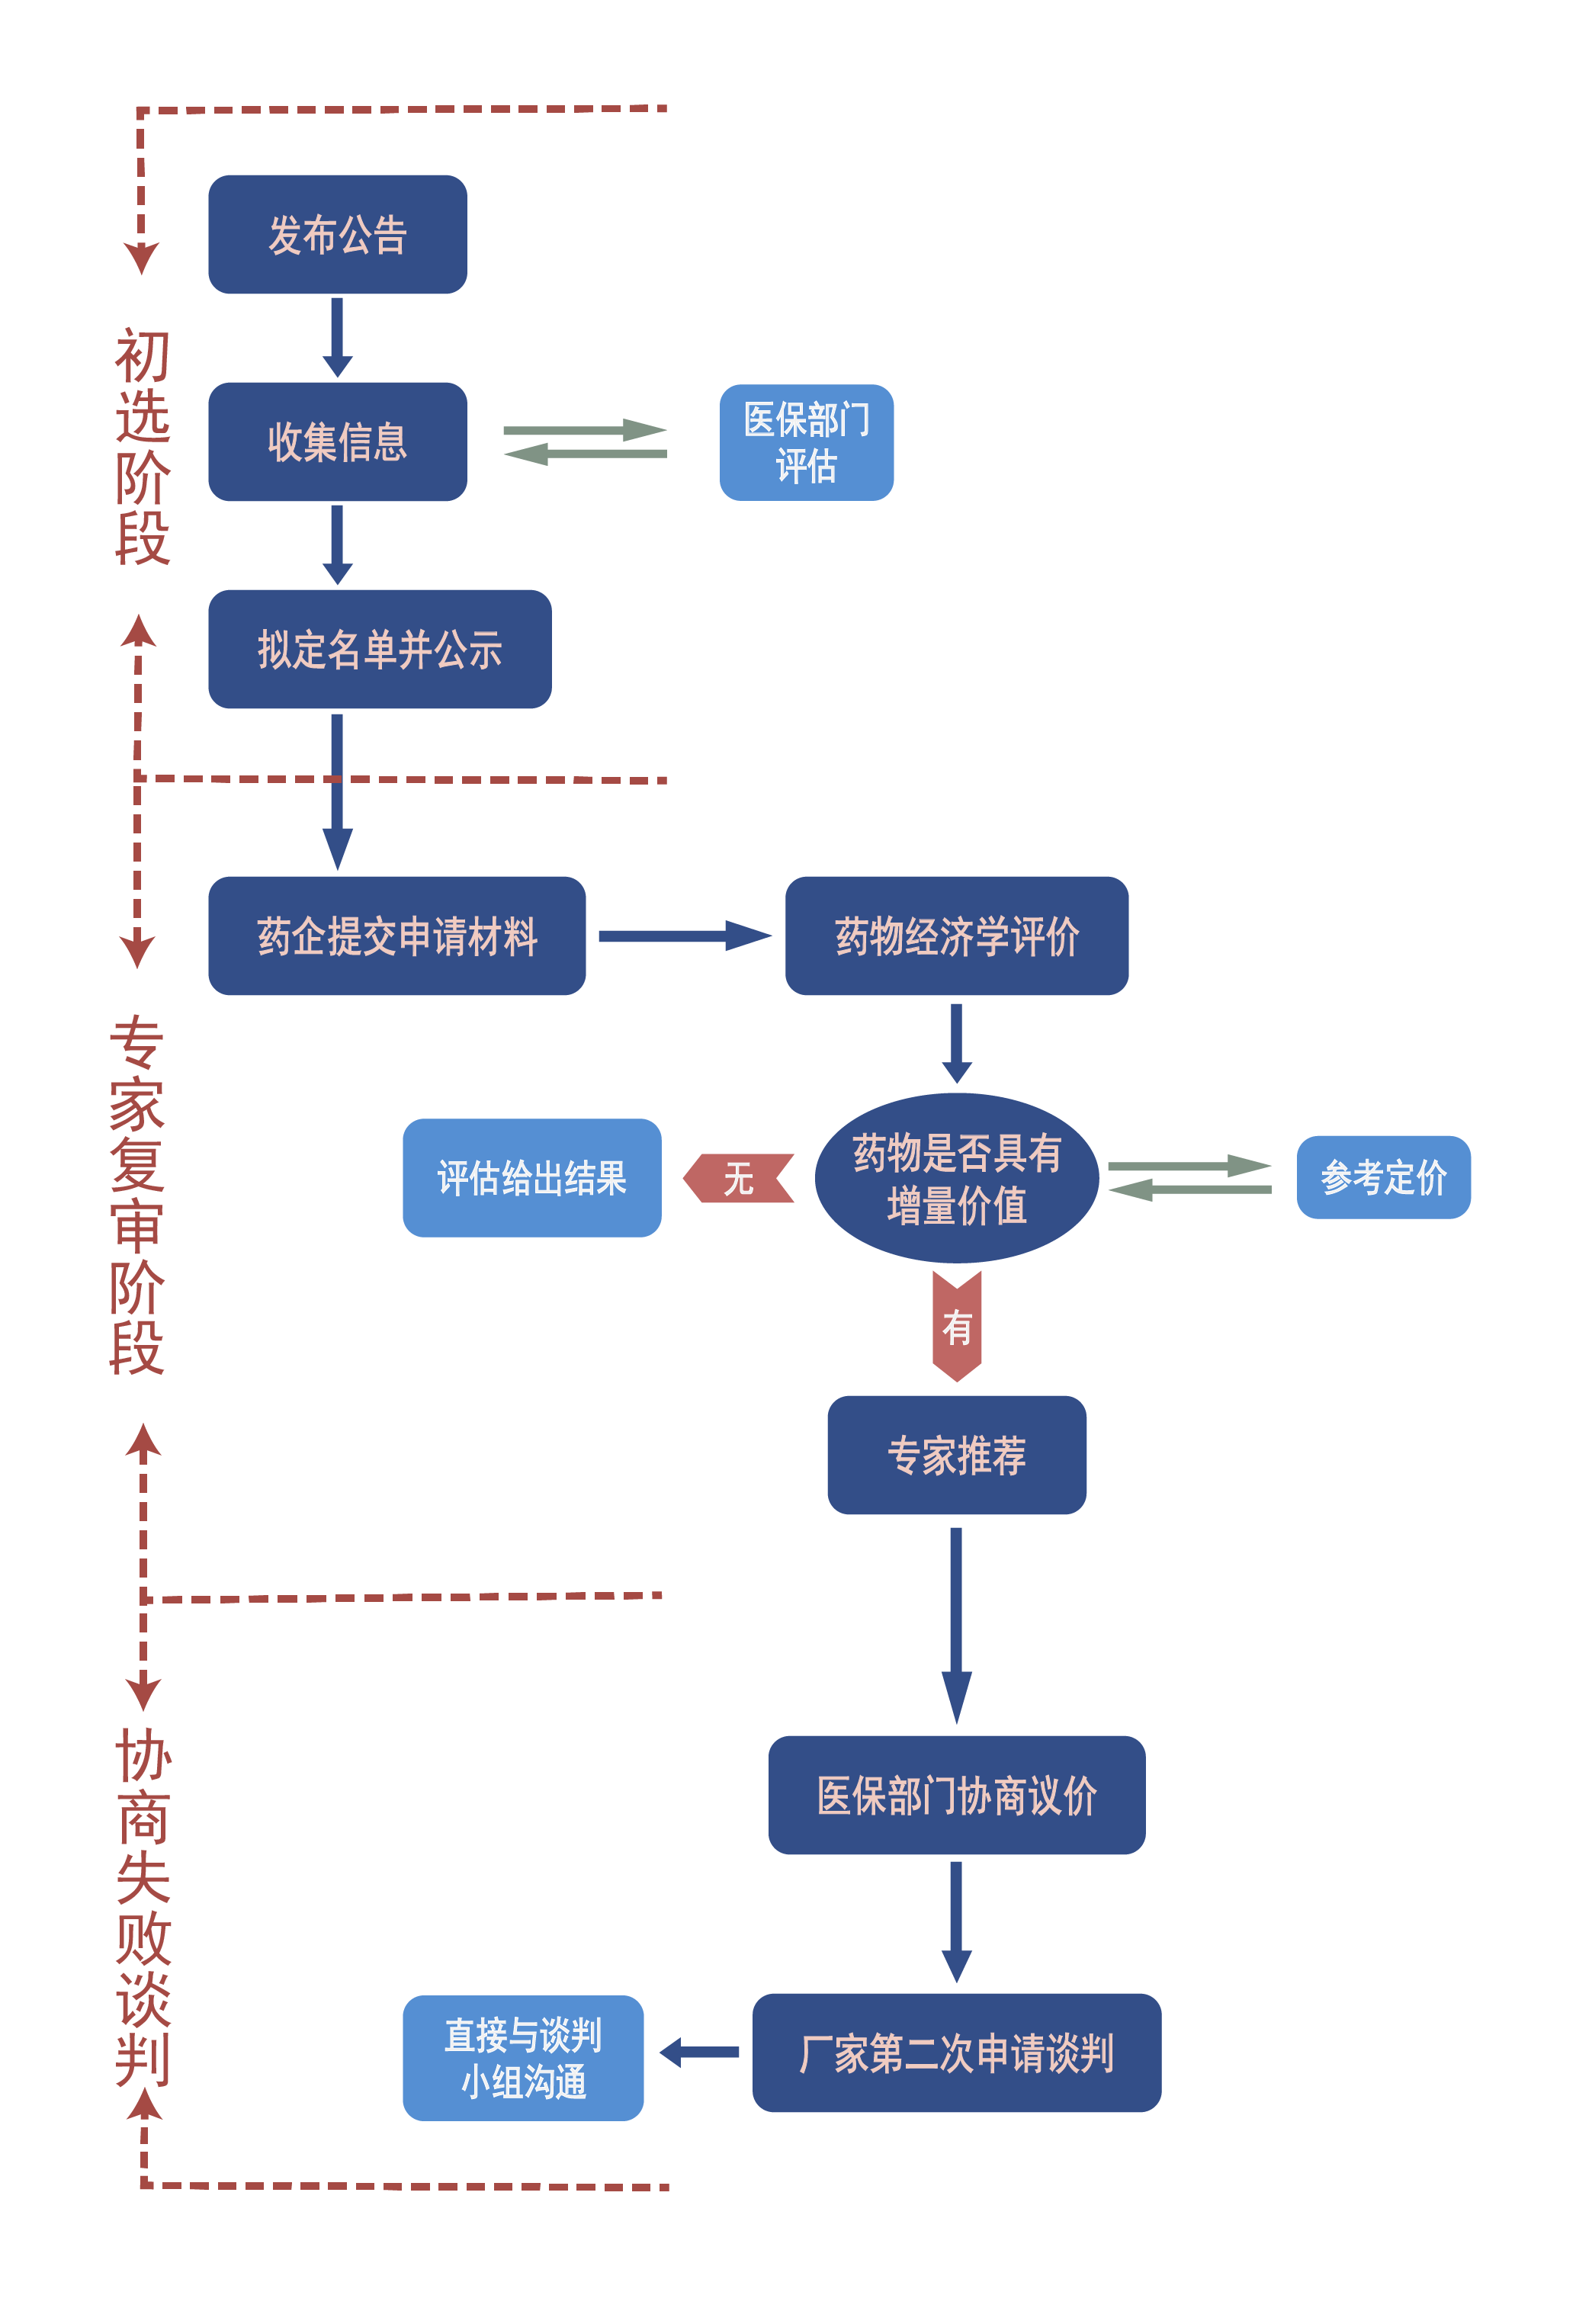 初选阶段
发布公告
收集信息
医保部门
评估
拟定名单并公示
专家复审阶段
药企提交申请材料
药物经济学评价
评估给出结果
无
药物是否具有
增量价值
参考定价
有
专家推荐
协商失败谈判
医保部门协商议价
厂家第二次申请谈判
直接与谈判
小组沟通